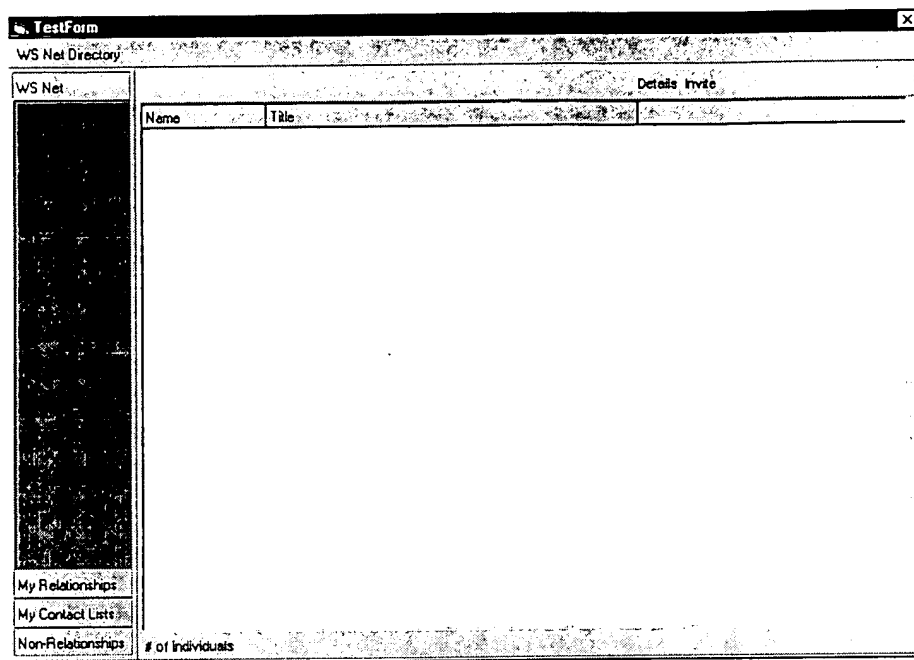 TestForm
WS Net Directory
WS Net
Details Invite
Name Title
My Relationships
My Contact Lists
Non-Relationships
# of Individuals